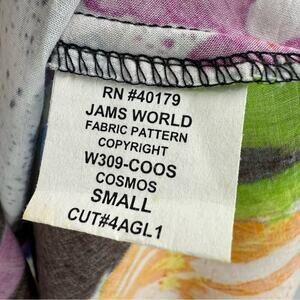 RN #40179
JAMS WORLD
FABRIC PATTERN
COPYRIGHT
W309-COOS
COSMOS
SMALL
CUT#4AGL1